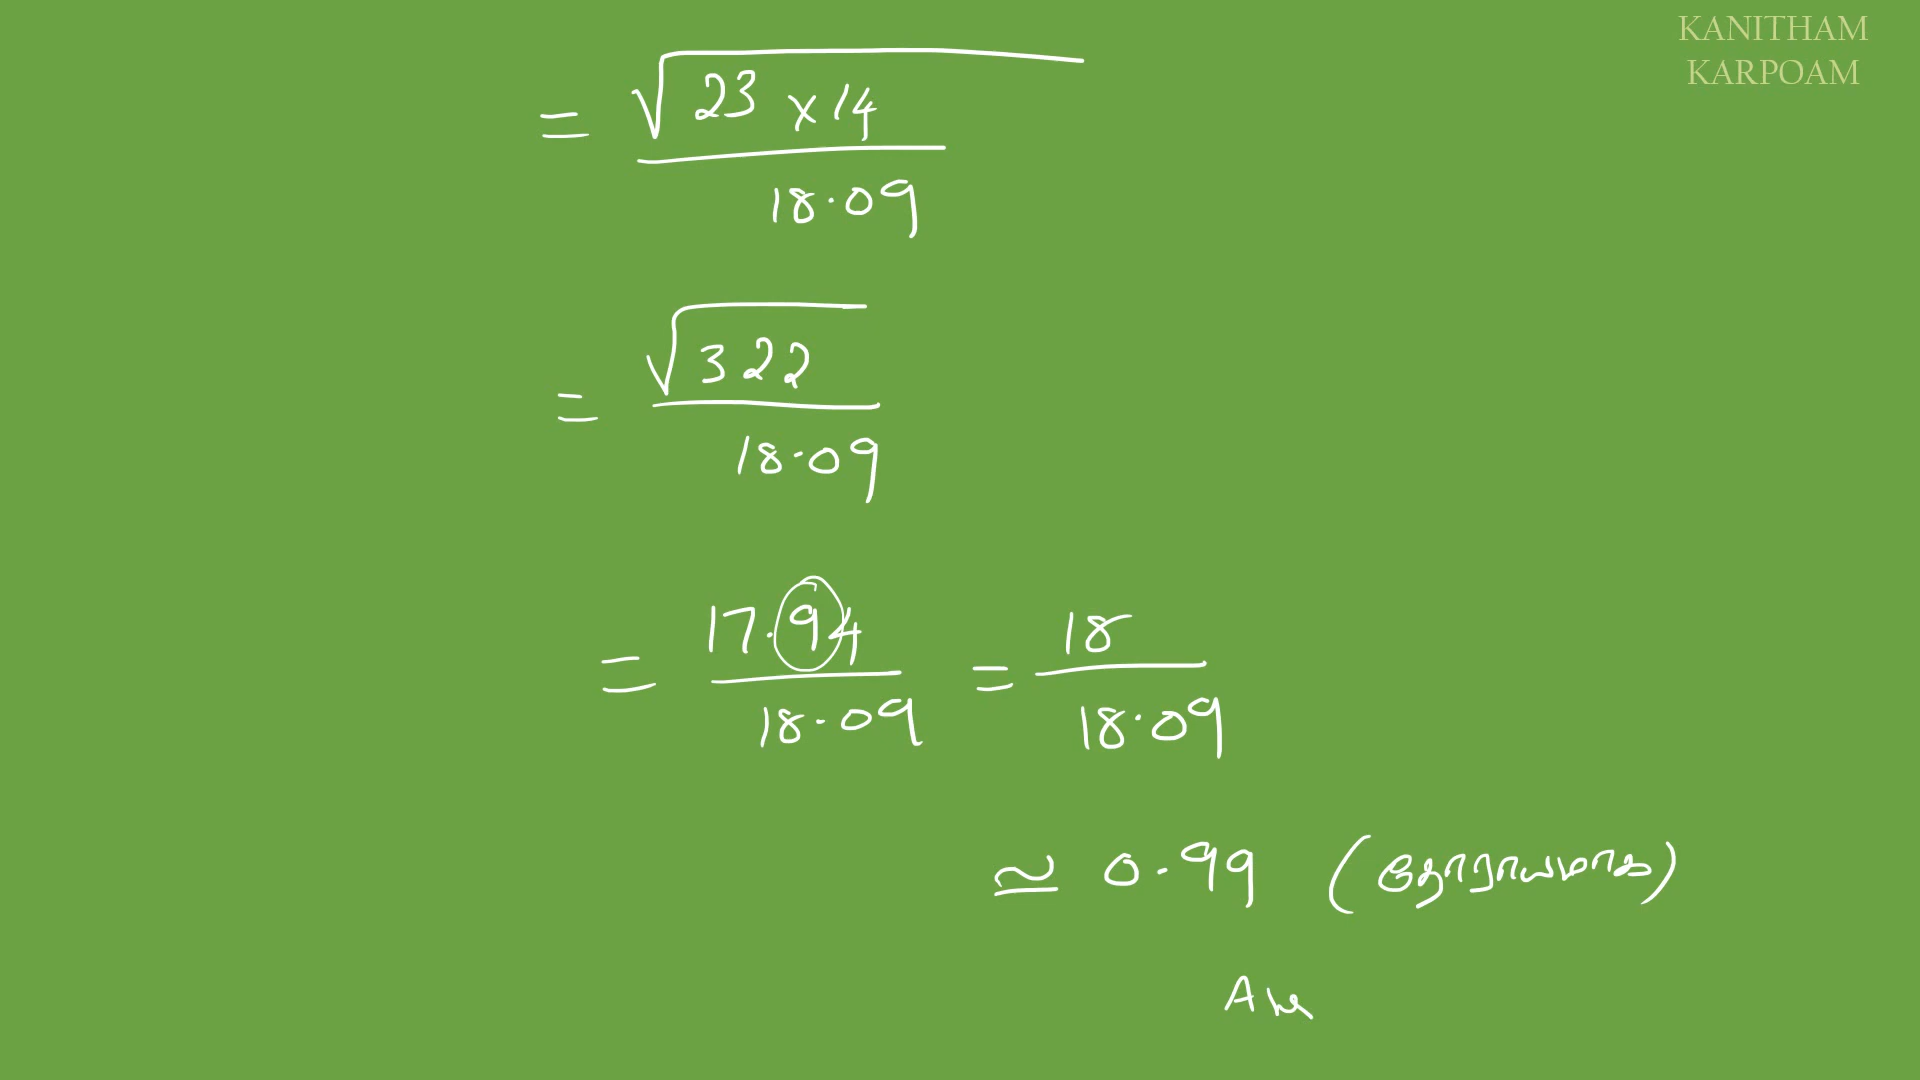 KANITHAM
KARPOAM
= √23 × 14 / 18.09
= √322 / 18.09
= 17.94 / 18.09 = 18 / 18.09
≃ 0.99 (தோராயமாக)
Ans